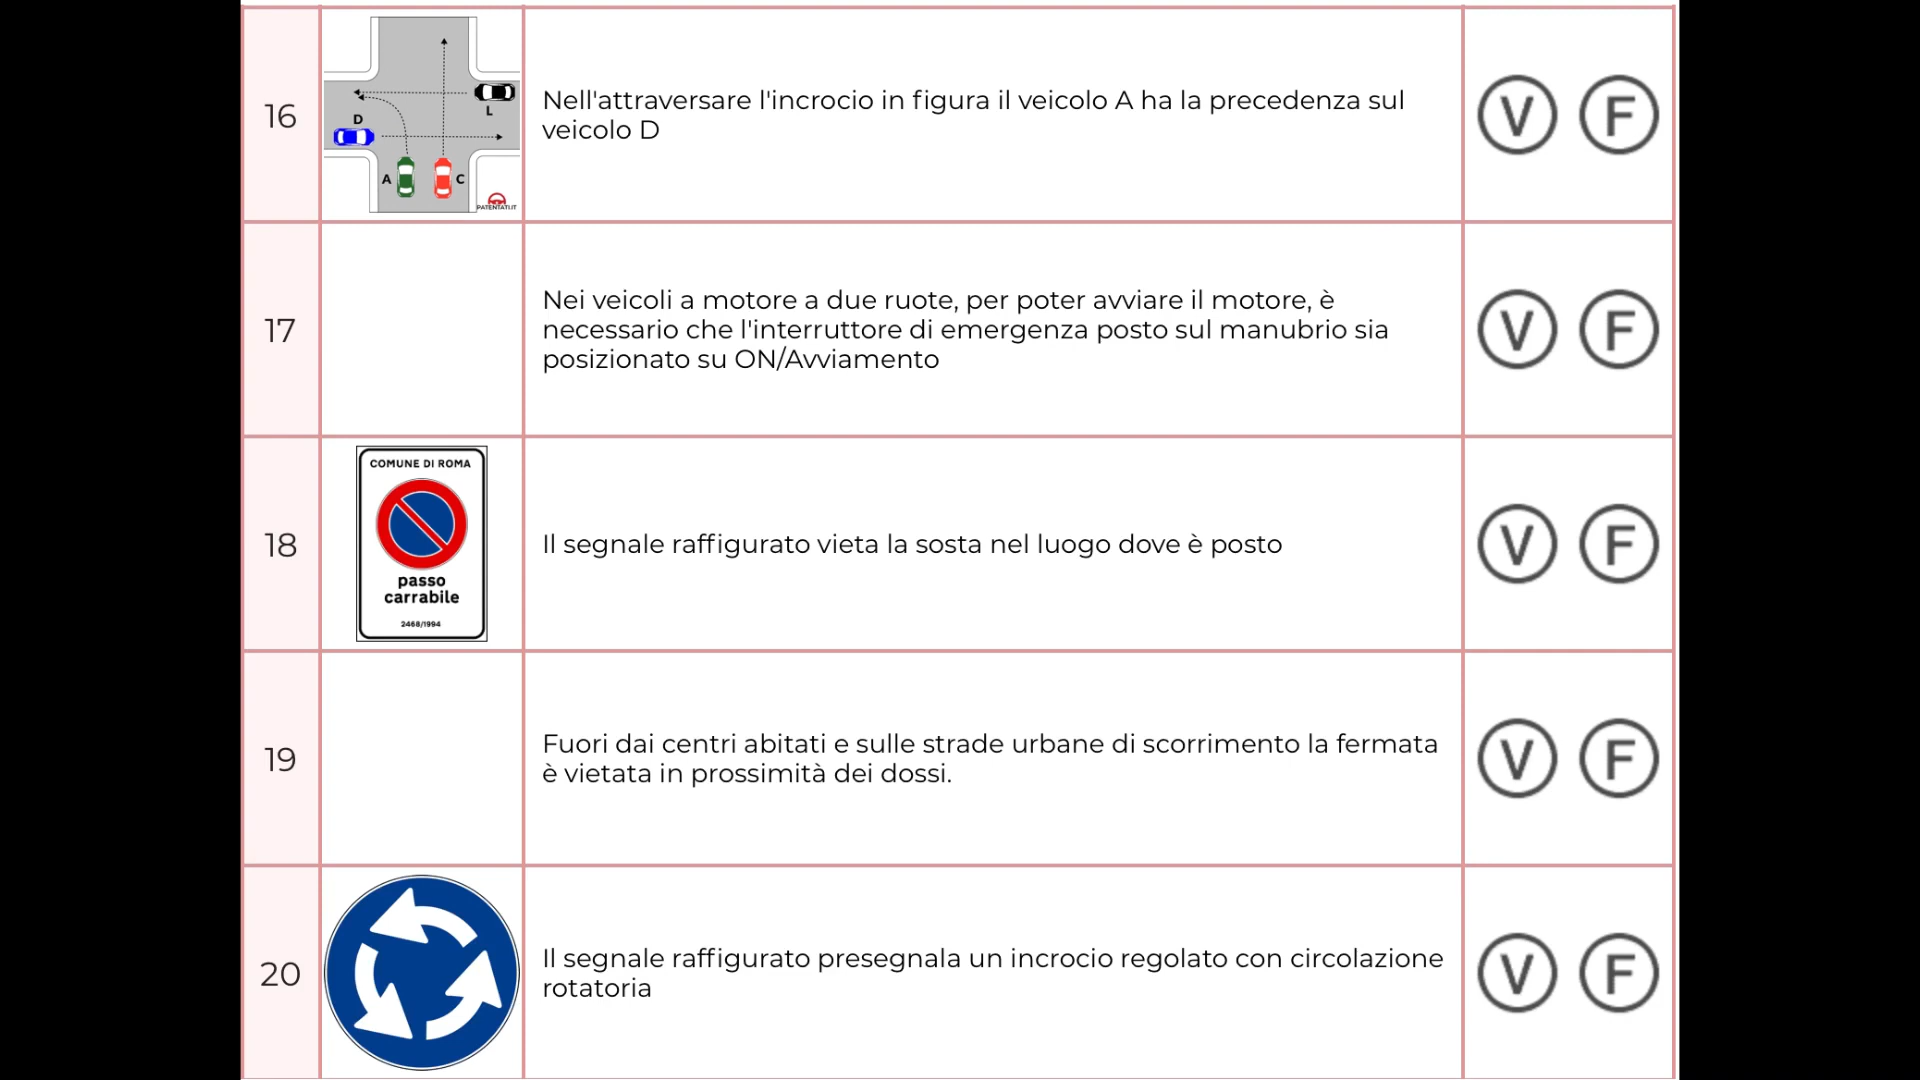 16
D
L
A
C
PATENTATI.IT
Nell'attraversare l'incrocio in figura il veicolo A ha la precedenza sul
veicolo D
V F
17
Nei veicoli a motore a due ruote, per poter avviare il motore, è
necessario che l'interruttore di emergenza posto sul manubrio sia
posizionato su ON/Avviamento
V F
18
COMUNE DI ROMA
passo
carrabile
2468/1994
Il segnale raffigurato vieta la sosta nel luogo dove è posto
V F
19
Fuori dai centri abitati e sulle strade urbane di scorrimento la fermata
è vietata in prossimità dei dossi.
V F
20
Il segnale raffigurato presegnala un incrocio regolato con circolazione
rotatoria
V F